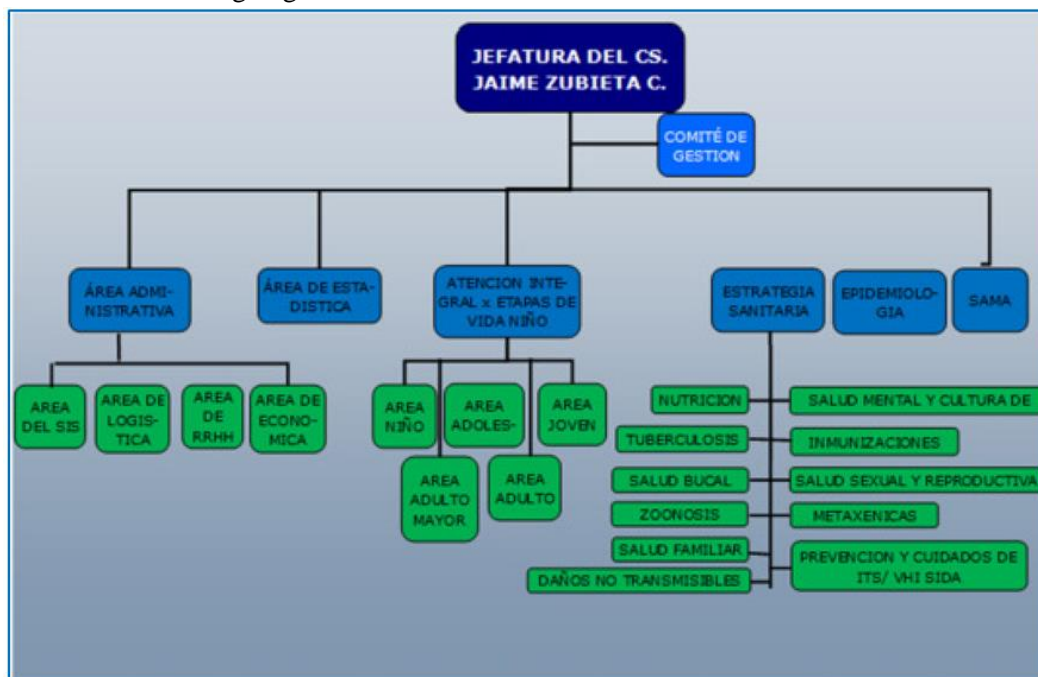 JEFATURA DEL CS.
JAIME ZUBIETA C.
COMITÉ DE
GESTION
ÁREA ADMI-
NISTRATIVA
ÁREA DE ESTA-
DISTICA
ATENCION INTE-
GRAL x ETAPAS DE
VIDA NIÑO
ESTRATEGIA
SANITARIA
EPIDEMIOLO-
GIA
SAMA
AREA
DEL SIS
AREA DE
LOGIS-
TICA
AREA
DE
RRHH
AREA DE
ECONO-
MICA
AREA
NIÑO
AREA
ADOLES-
AREA
JOVEN
AREA
ADULTO
MAYOR
AREA
ADULTO
NUTRICION
SALUD MENTAL Y CULTURA DE
TUBERCULOSIS
INMUNIZACIONES
SALUD BUCAL
SALUD SEXUAL Y REPRODUCTIVA
ZOONOSIS
METAXENICAS
SALUD FAMILIAR
PREVENCION Y CUIDADOS DE
ITS/ VHI SIDA
DAÑOS NO TRANSMISIBLES